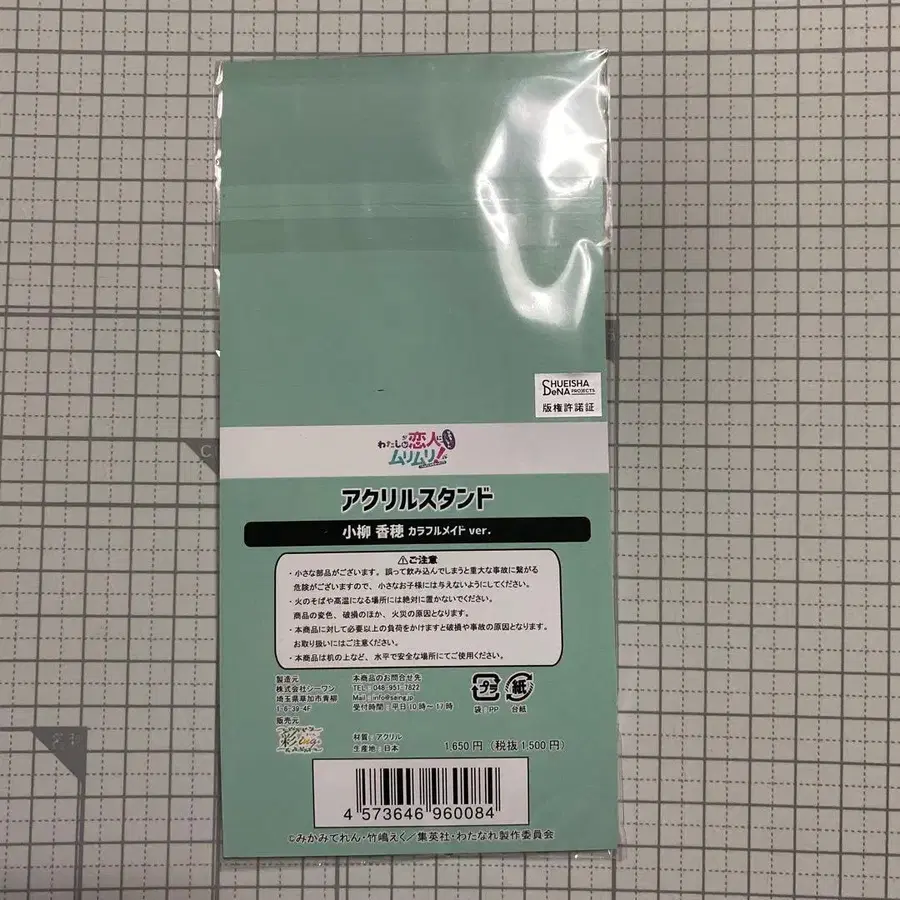 SHUEISHA
DeNA PROJECTS
版権許諾証
わたしが恋人に
ムリムリ!
アクリルスタンド
小柳 香穂 カラフルメイド ver.
⚠ご注意
・小さな部品がございます。誤って飲み込んでしまうと重大な事故に繋がる
危険がございますので、小さなお子様には与えないようにしてください。
・火のそばや高温になる場所には絶対に置かないでください。
商品の変色、破損のほか、火災の原因となります。
・本商品に対して必要以上の負荷をかけますと破損や事故の原因となります。
お取り扱いにはご注意ください。
・本商品は机の上など、水平で安全な場所にてご使用ください。
製造元
株式会社シーワン
埼玉県草加市青柳
1-6-39-4F
販売元
彩ing
本商品のお問合せ先
TEL:048-951-7822
Mail:info@saing.jp
受付時間:平日10時~17時
材質:アクリル
生産地:日本
プラ
袋:PP
紙
台紙
1,650円(税抜1,500円)
4 573646 960084
©みかみてれん・竹嶋えく/集英社・わたなれ製作委員会
C